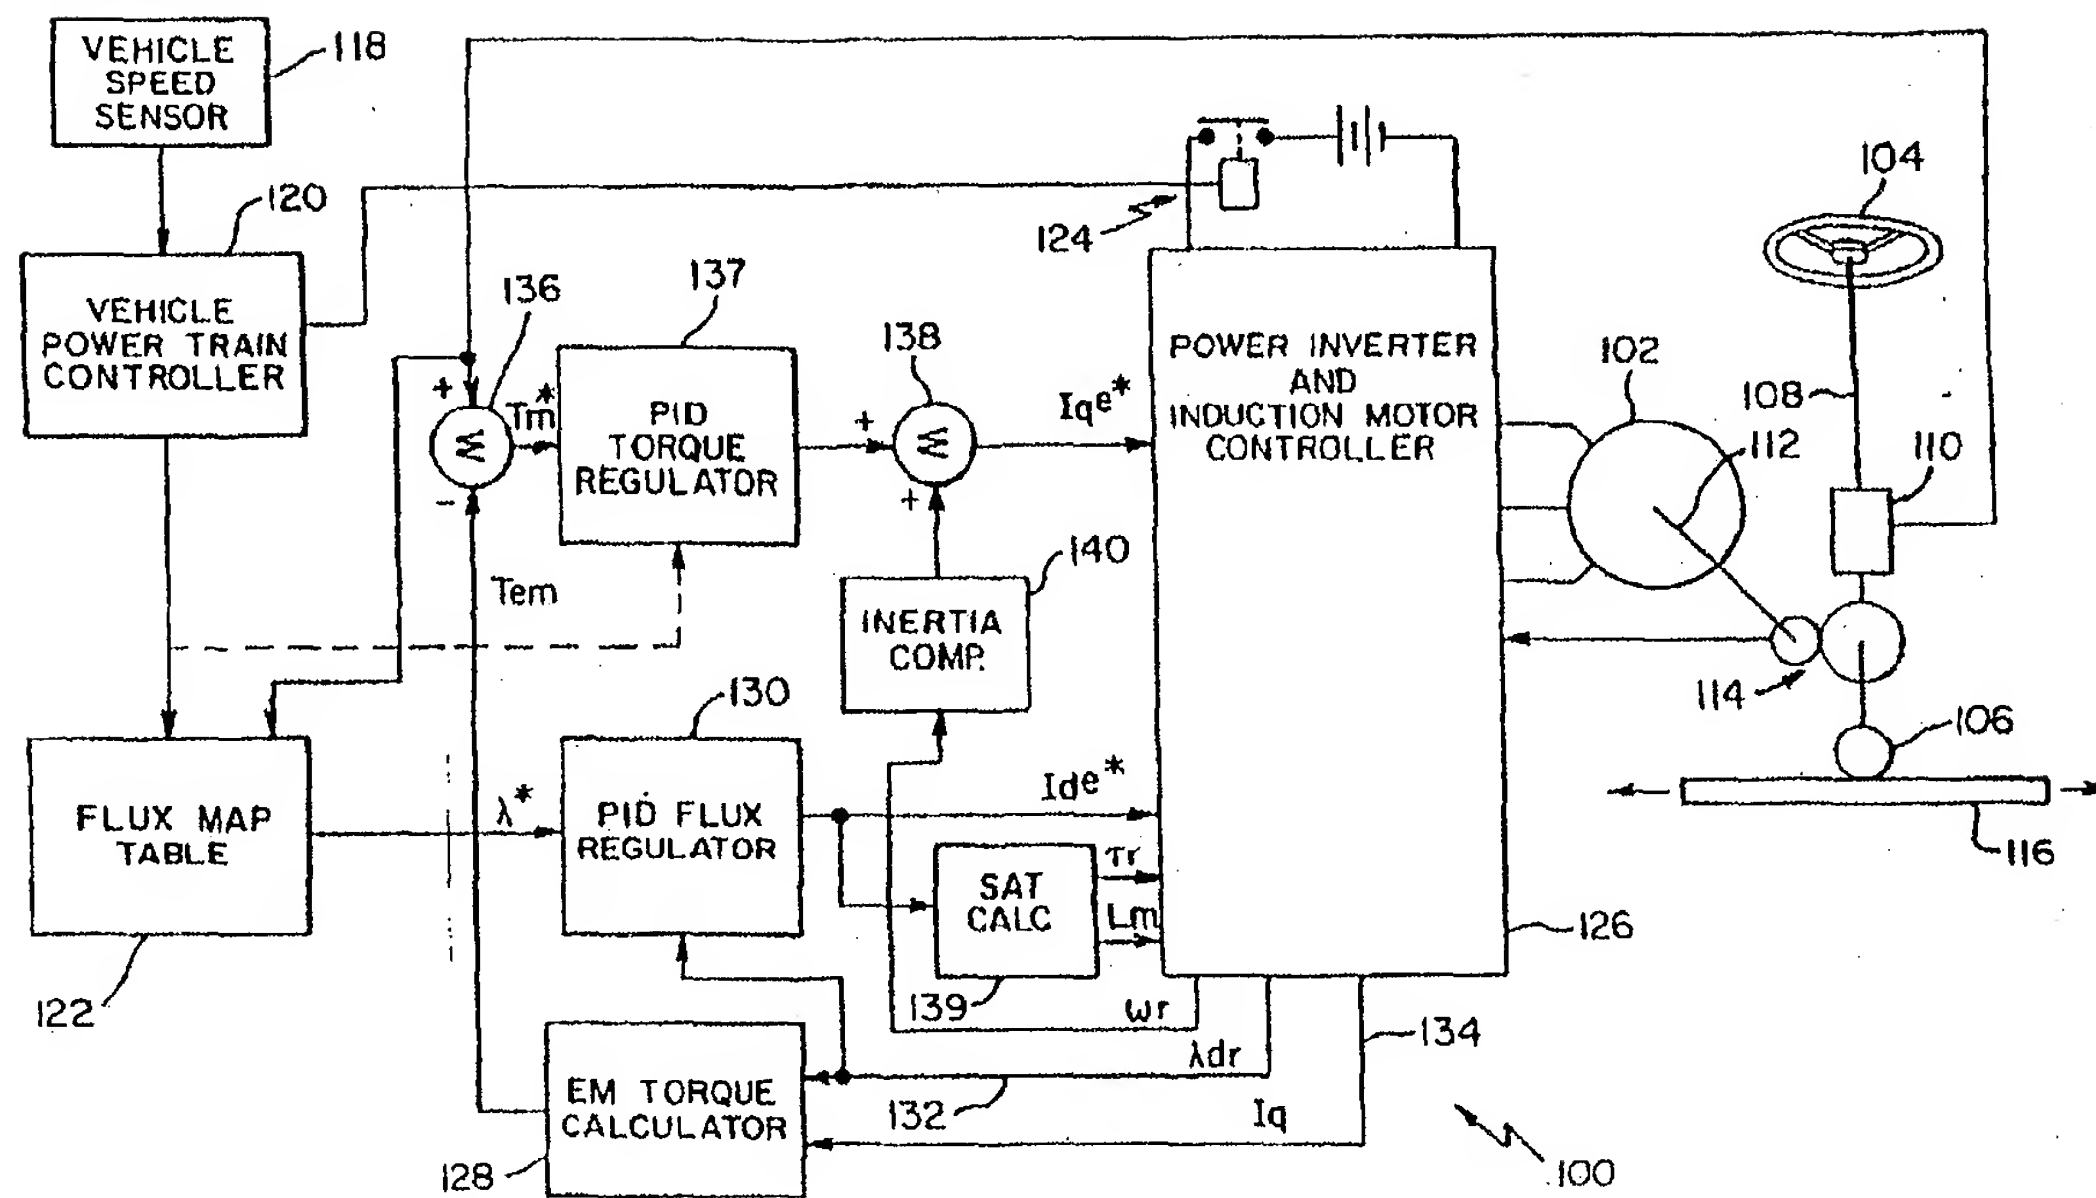 VEHICLE
SPEED
SENSOR
118
120
VEHICLE
POWER TRAIN
CONTROLLER
124
104
136
137
138
+
-
Tm*
PID
TORQUE
REGULATOR
+
+
Iqe*
POWER INVERTER
AND
INDUCTION MOTOR
CONTROLLER
102
108
110
112
Tem
140
INERTIA
COMP.
114
106
116
130
FLUX MAP
TABLE
122
λ*
PID FLUX
REGULATOR
Ide*
SAT
CALC
τr
Lm
139
126
ωr
λdr
134
132
EM TORQUE
CALCULATOR
128
Iq
100